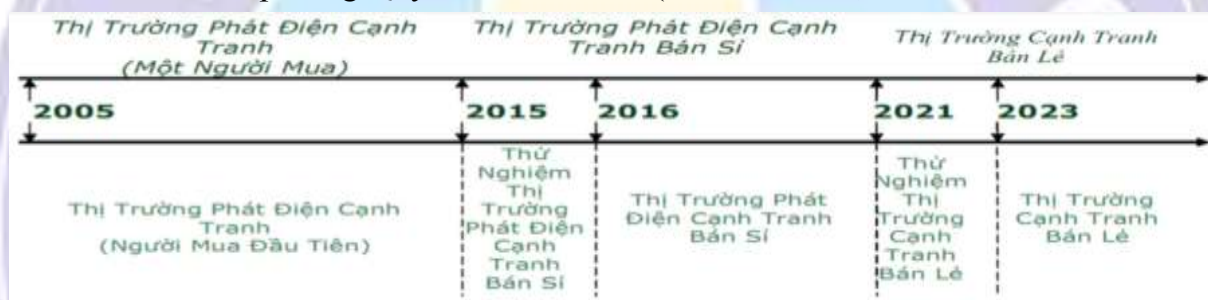 Thị Trường Phát Điện Cạnh
Tranh
(Một Người Mua)
Thị Trường Phát Điện Cạnh
Tranh Bán Sỉ
Thị Trường Cạnh Tranh
Bán Lẻ
2005
2015
2016
2021
2023
Thị Trường Phát Điện Cạnh
Tranh
(Người Mua Đầu Tiên)
Thử
Nghiệm
Thị
Trường
Phát Điện
Cạnh
Tranh
Bán Sỉ
Thị Trường Phát
Điện Cạnh Tranh
Bán Sỉ
Thử
Nghiệm
Thị
Trường
Cạnh
Tranh
Bán Lẻ
Thị Trường
Cạnh Tranh
Bán Lẻ